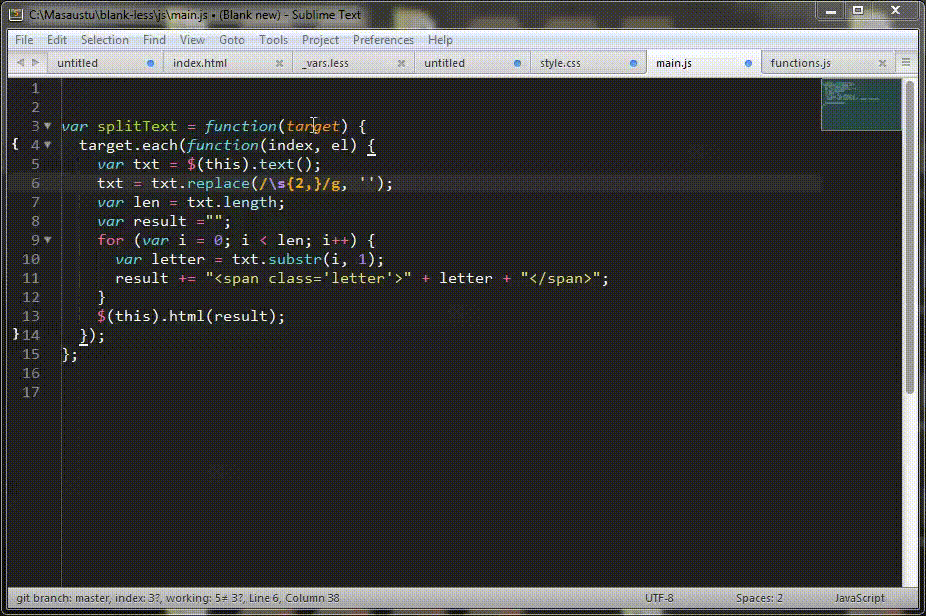 C:\Masaustu\blank-less\js\main.js • (Blank new) - Sublime Text
File Edit Selection Find View Goto Tools Project Preferences Help
untitled index.html _vars.less untitled style.css main.js functions.js
1
2
3 var splitText = function(target) {
{ 4 target.each(function(index, el) {
5 var txt = $(this).text();
6 txt = txt.replace(/\s{2,}/g, '');
7 var len = txt.length;
8 var result ="";
9 for (var i = 0; i < len; i++) {
10 var letter = txt.substr(i, 1);
11 result += "<span class='letter'>" + letter + "</span>";
12 }
13 $(this).html(result);
} 14 });
15 };
16
17
git branch: master, index: 3?, working: 5≠ 3?, Line 6, Column 38 UTF-8 Spaces: 2 JavaScript